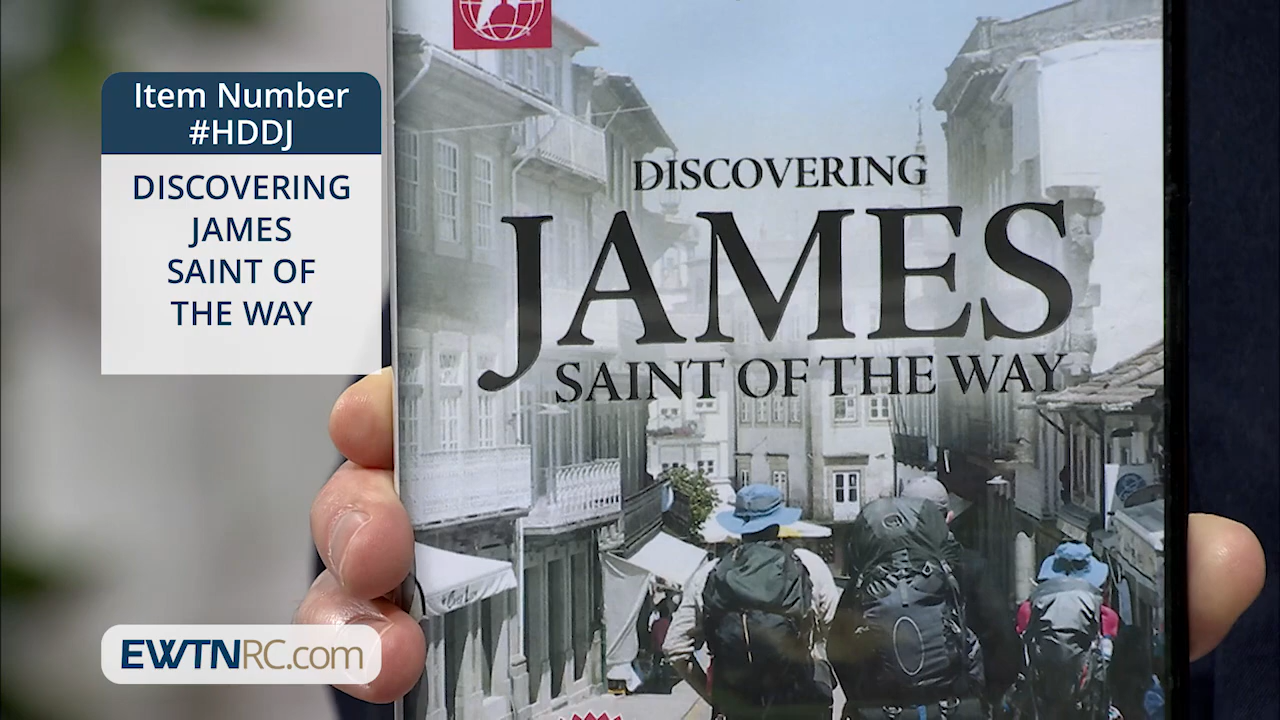 Item Number
#HDDJ
DISCOVERING
JAMES
SAINT OF
THE WAY
DISCOVERING
JAMES
SAINT OF THE WAY
EWTNRC.com